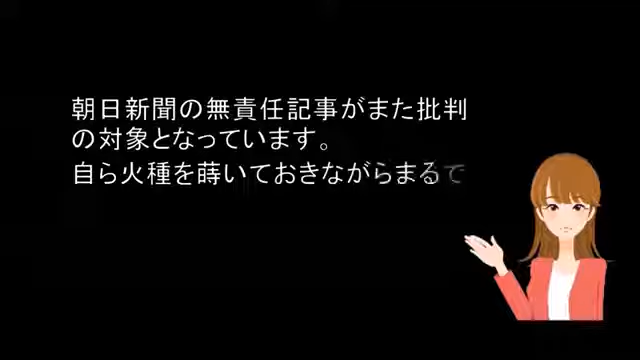 朝日新聞の無責任記事がまた批判
の対象となっています。
自ら火種を蒔いておきながらまるで